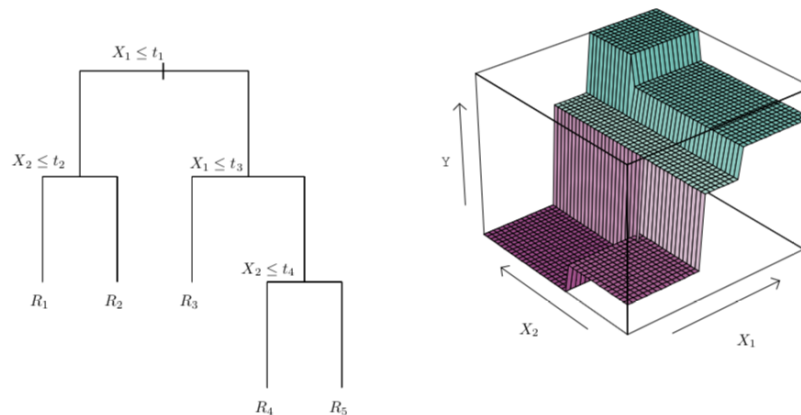 X₁ ≤ t₁
X₂ ≤ t₂
X₁ ≤ t₃
X₂ ≤ t₄
R₁
R₂
R₃
R₄
R₅
Y
X₂
X₁